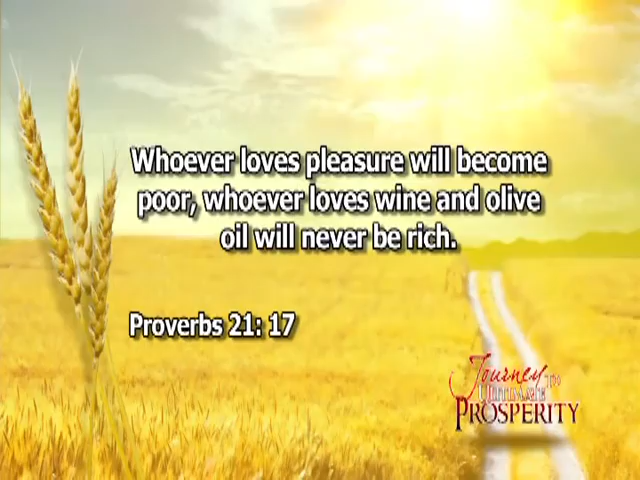 Whoever loves pleasure will become
poor, whoever loves wine and olive
oil will never be rich.
Proverbs 21: 17
Journey TO
ULTIMATE
PROSPERITY